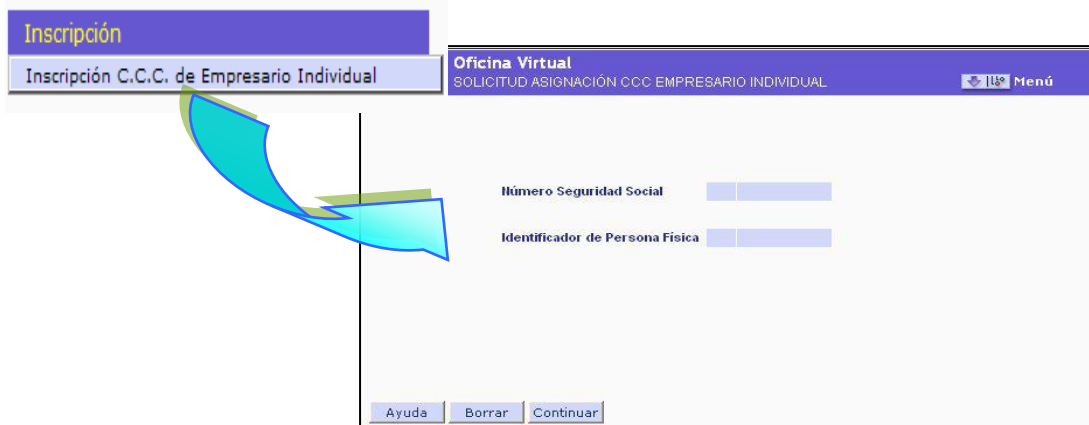 Inscripción
Inscripción C.C.C. de Empresario Individual
Oficina Virtual
SOLICITUD ASIGNACIÓN CCC EMPRESARIO INDIVIDUAL
Menú
Número Seguridad Social
Identificador de Persona Física
Ayuda Borrar Continuar